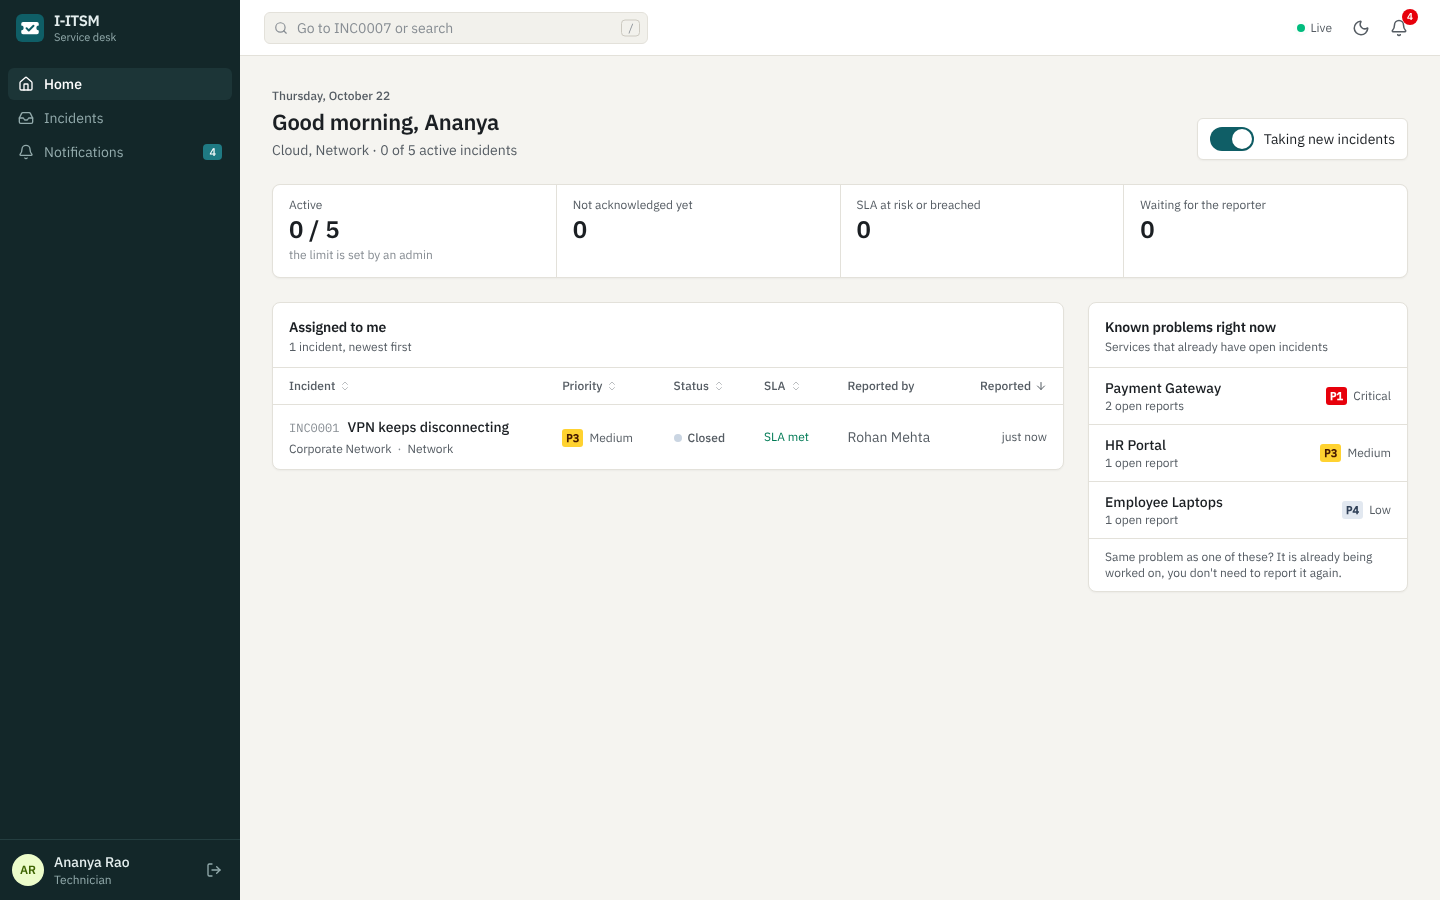 I-ITSM
Service desk
Home
Incidents
Notifications 4
Ananya Rao
AR
Technician
Go to INC0007 or search /
Live
4
Thursday, October 22
Good morning, Ananya
Cloud, Network · 0 of 5 active incidents
Taking new incidents
Active
0 / 5
the limit is set by an admin
Not acknowledged yet
0
SLA at risk or breached
0
Waiting for the reporter
0
Assigned to me
1 incident, newest first
Incident Priority Status SLA Reported by Reported
INC0001 VPN keeps disconnecting
Corporate Network · Network
P3 Medium Closed SLA met Rohan Mehta just now
Known problems right now
Services that already have open incidents
Payment Gateway
2 open reports
P1 Critical
HR Portal
1 open report
P3 Medium
Employee Laptops
1 open report
P4 Low
Same problem as one of these? It is already being
worked on, you don't need to report it again.